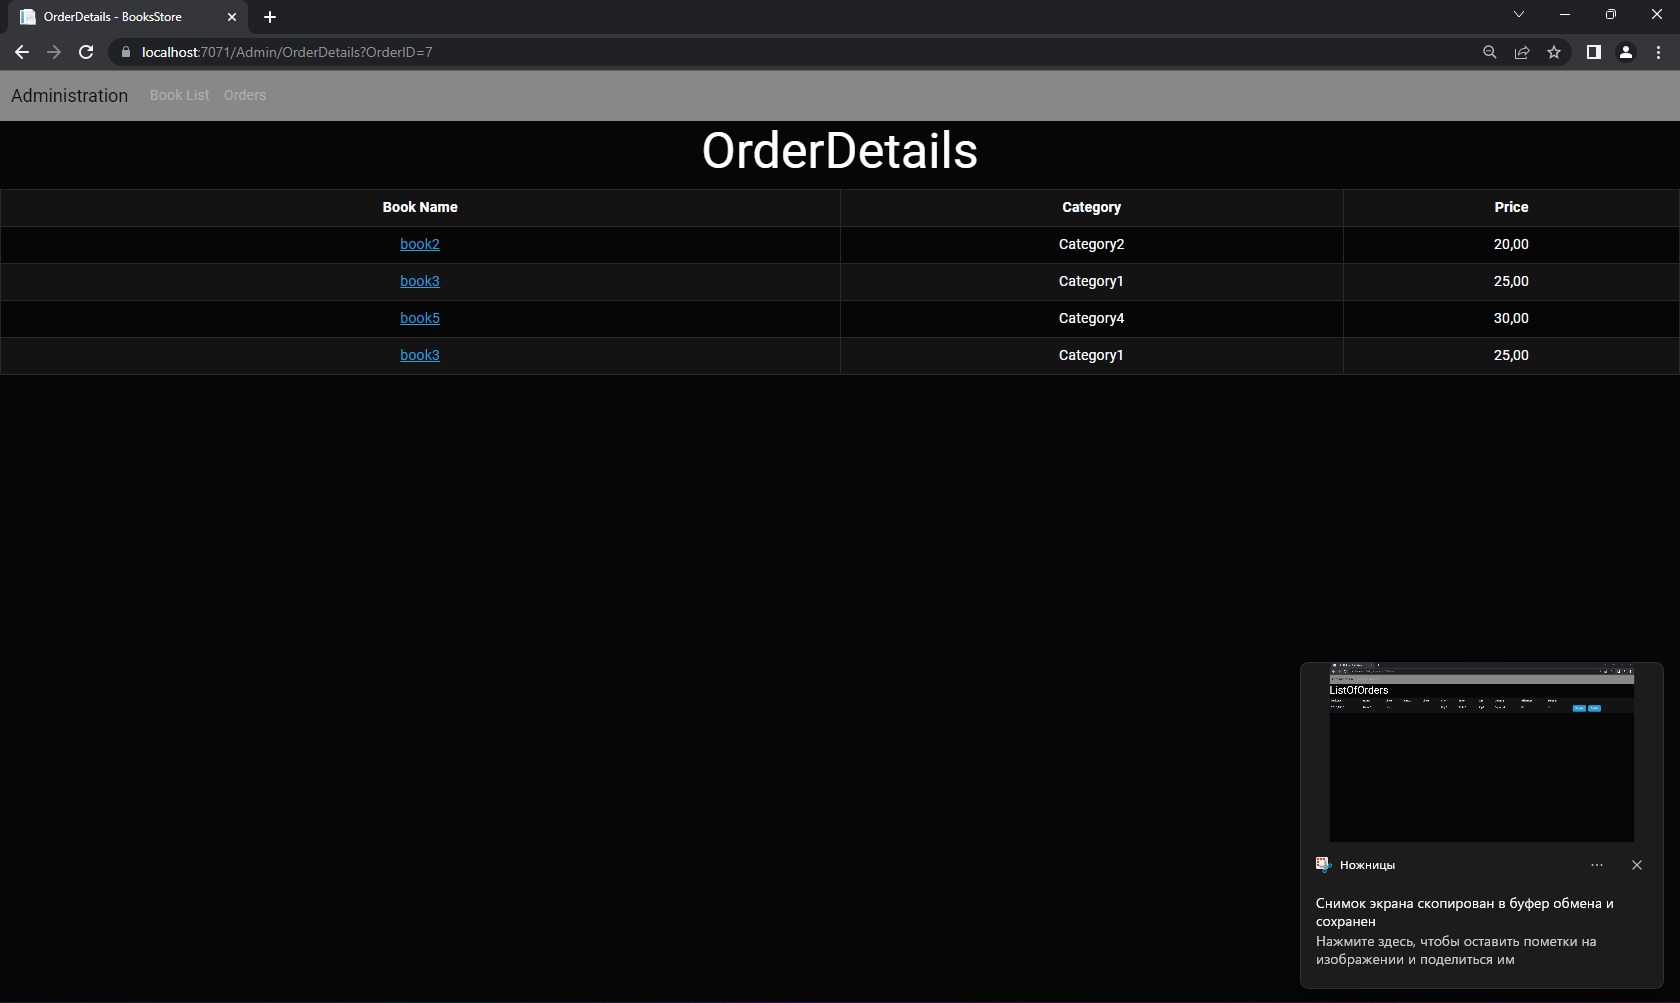 OrderDetails - BooksStore
localhost:7071/Admin/OrderDetails?OrderID=7
Administration Book List Orders
OrderDetails
Book Name Category Price
book2 Category2 20,00
book3 Category1 25,00
book5 Category4 30,00
book3 Category1 25,00
ListOfOrders
Ножницы
Снимок экрана скопирован в буфер обмена и
сохранен
Нажмите здесь, чтобы оставить пометки на
изображении и поделиться им